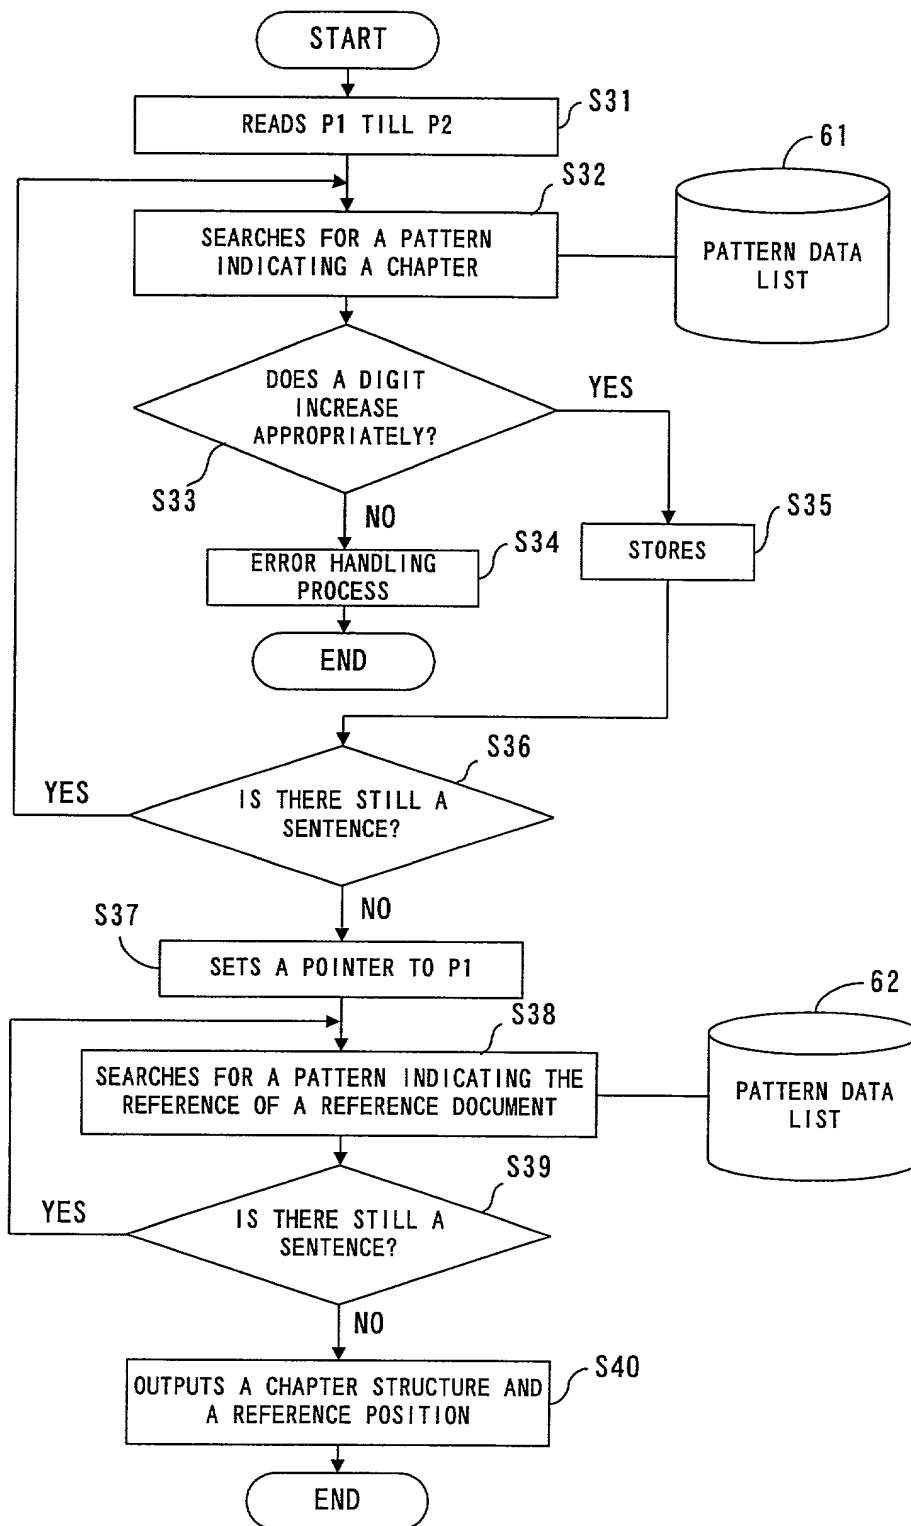 START
READS P1 TILL P2
S31
61
S32
SEARCHES FOR A PATTERN
INDICATING A CHAPTER
PATTERN DATA
LIST
DOES A DIGIT
INCREASE
APPROPRIATELY?
YES
S33
NO
S35
STORES
S34
ERROR HANDLING
PROCESS
END
S36
YES
IS THERE STILL A
SENTENCE?
NO
S37
SETS A POINTER TO P1
62
S38
SEARCHES FOR A PATTERN INDICATING THE
REFERENCE OF A REFERENCE DOCUMENT
PATTERN DATA
LIST
S39
YES
IS THERE STILL A
SENTENCE?
NO
S40
OUTPUTS A CHAPTER STRUCTURE AND
A REFERENCE POSITION
END